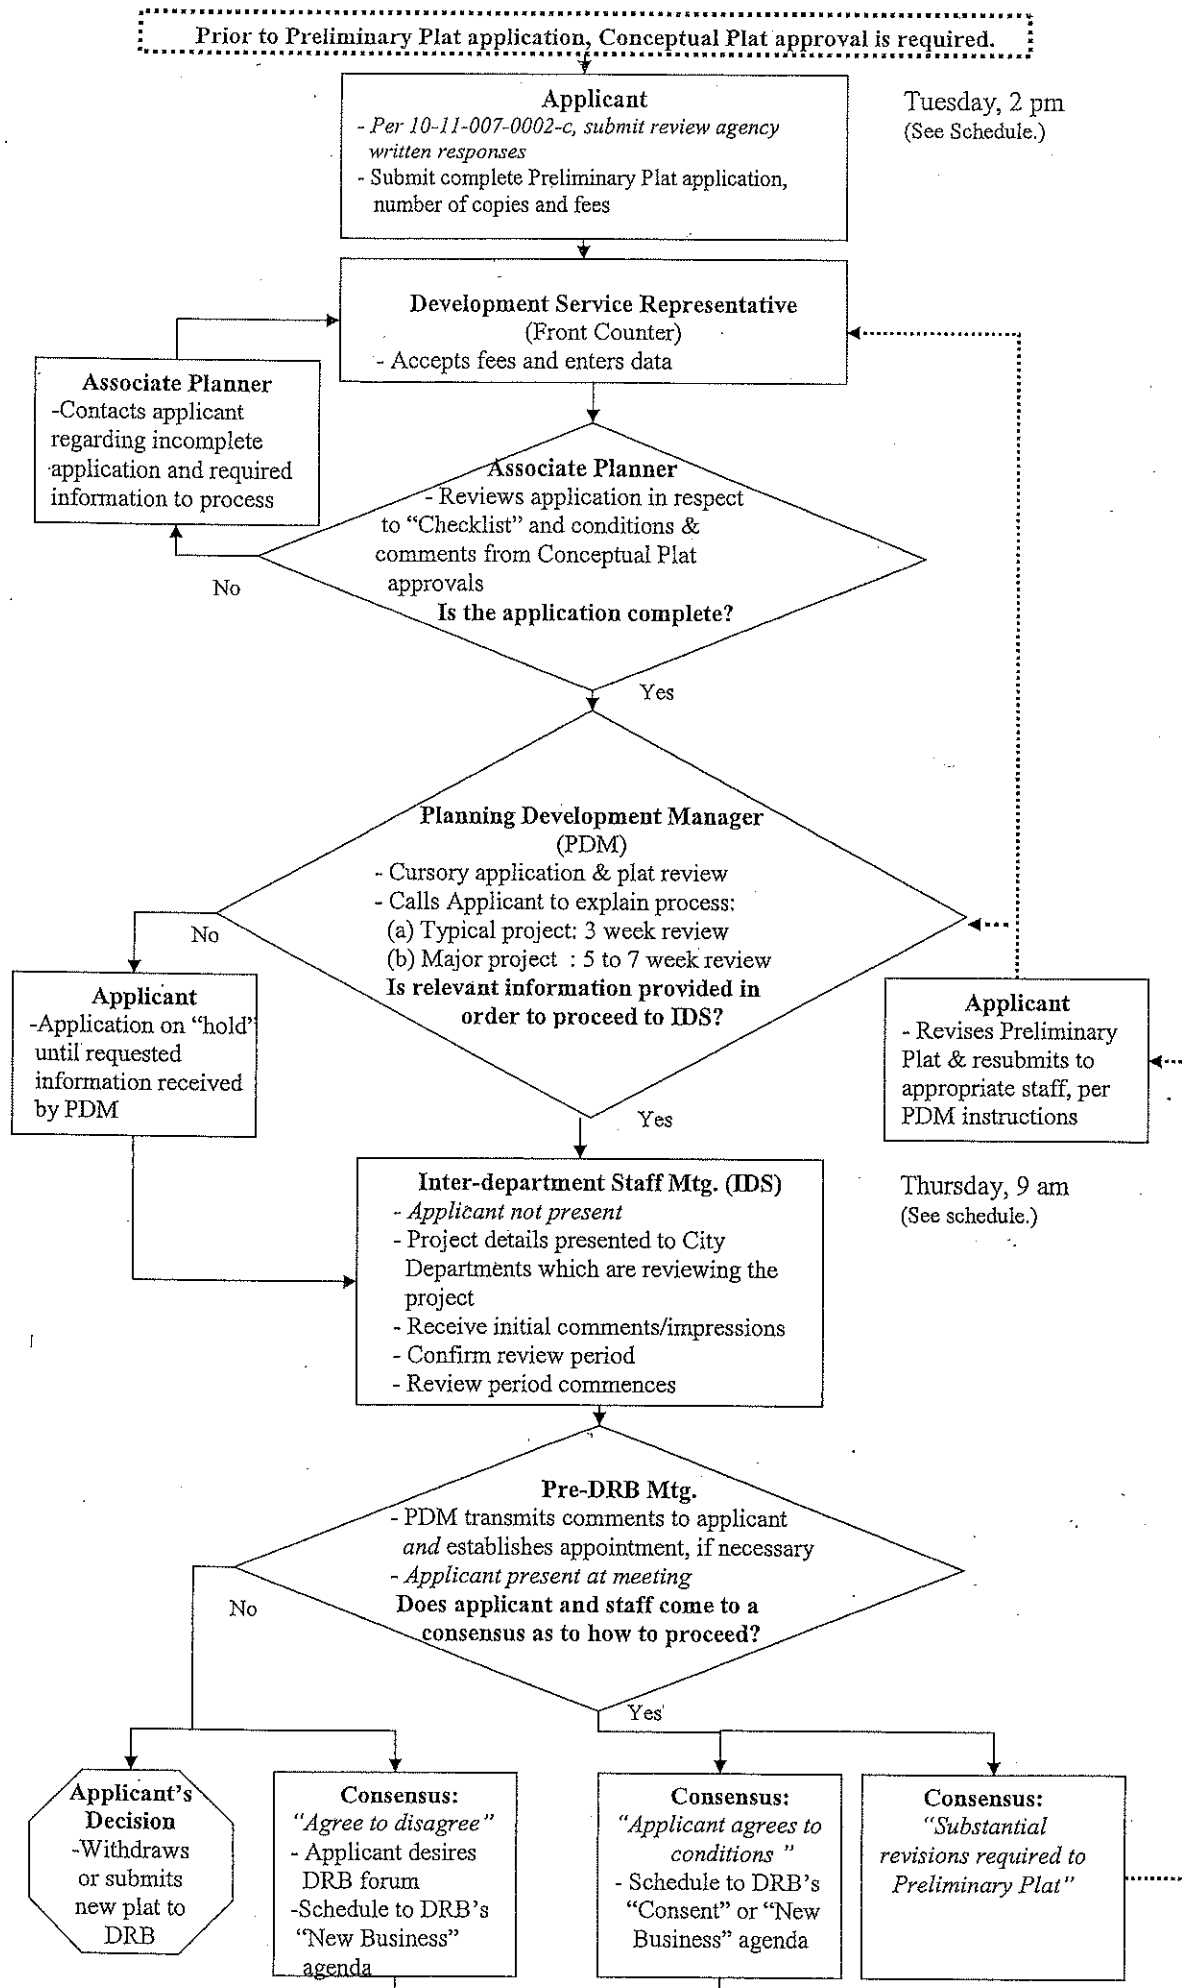 Prior to Preliminary Plat application, Conceptual Plat approval is required.
Applicant
- Per 10-11-007-0002-c, submit review agency
written responses
- Submit complete Preliminary Plat application,
number of copies and fees
Tuesday, 2 pm
(See Schedule.)
Development Service Representative
(Front Counter)
- Accepts fees and enters data
Associate Planner
-Contacts applicant
regarding incomplete
application and required
information to process
Associate Planner
- Reviews application in respect
to “Checklist” and conditions &
comments from Conceptual Plat
approvals
Is the application complete?
No
Yes
Planning Development Manager
(PDM)
- Cursory application & plat review
- Calls Applicant to explain process:
(a) Typical project: 3 week review
(b) Major project : 5 to 7 week review
Is relevant information provided in
order to proceed to IDS?
No
Yes
Applicant
-Application on “hold”
until requested
information received
by PDM
Applicant
- Revises Preliminary
Plat & resubmits to
appropriate staff, per
PDM instructions
Inter-department Staff Mtg. (IDS)
- Applicant not present
- Project details presented to City
Departments which are reviewing the
project
- Receive initial comments/impressions
- Confirm review period
- Review period commences
Thursday, 9 am
(See schedule.)
Pre-DRB Mtg.
- PDM transmits comments to applicant
and establishes appointment, if necessary
- Applicant present at meeting
Does applicant and staff come to a
consensus as to how to proceed?
No
Yes
Applicant's
Decision
-Withdraws
or submits
new plat to
DRB
Consensus:
“Agree to disagree”
- Applicant desires
DRB forum
-Schedule to DRB's
“New Business”
agenda
Consensus:
“Applicant agrees to
conditions ”
- Schedule to DRB's
“Consent” or “New
Business” agenda
Consensus:
“Substantial
revisions required to
Preliminary Plat”